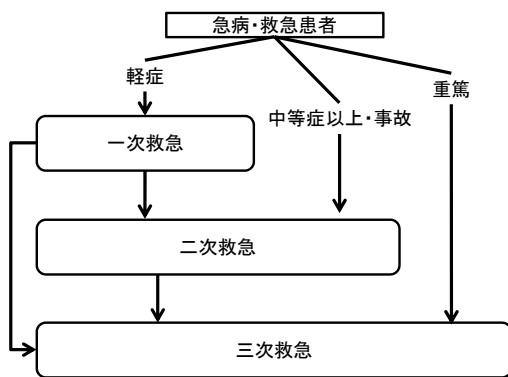 急病・救急患者
軽症
重篤
中等症以上・事故
一次救急
二次救急
三次救急